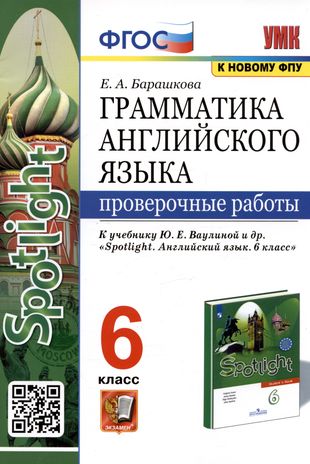 ФГОС
УМК
К НОВОМУ ФПУ
Е. А. Барашкова
ГРАММАТИКА
АНГЛИЙСКОГО
ЯЗЫКА
ПРОВЕРОЧНЫЕ РАБОТЫ
К учебнику Ю. Е. Ваулиной и др.
«Spotlight. Английский язык. 6 класс»
Spotlight
6
класс
ЭКЗАМЕН
Spotlight
6